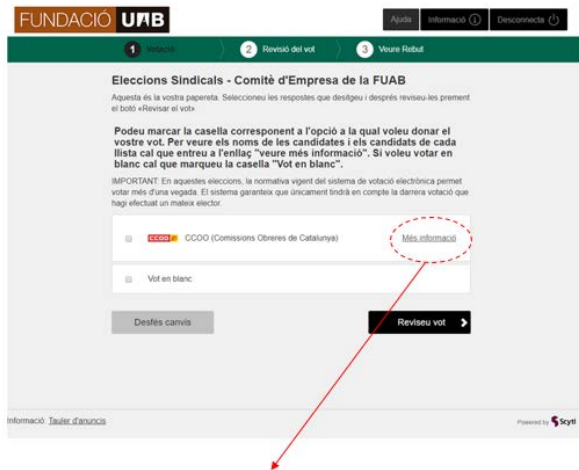 FUNDACIÓ UAB
Ajuda Informació Desconnecta
1 Votació 2 Revisió del vot 3 Veure Rebut
Eleccions Sindicals - Comitè d'Empresa de la FUAB
Aquesta és la vostra papereta. Seleccioneu les respostes que desitgeu i després reviseu-les prement
el botó «Revisar el vot»
Podeu marcar la casella corresponent a l'opció a la qual voleu donar el
vostre vot. Per veure els noms de les candidates i els candidats de cada
llista cal que entreu a l'enllaç "veure més informació". Si voleu votar en
blanc cal que marqueu la casella "Vot en blanc".
IMPORTANT: En aquestes eleccions, la normativa vigent del sistema de votació electrònica permet
votar més d'una vegada. El sistema garanteix que únicament tindrà en compte la darrera votació que
hagi efectuat un mateix elector.
CCOO CCOO (Comissions Obreres de Catalunya) Més informació
Vot en blanc
Desfés canvis Reviseu vot
Informació: Tauler d'anuncis Powered by Scytl